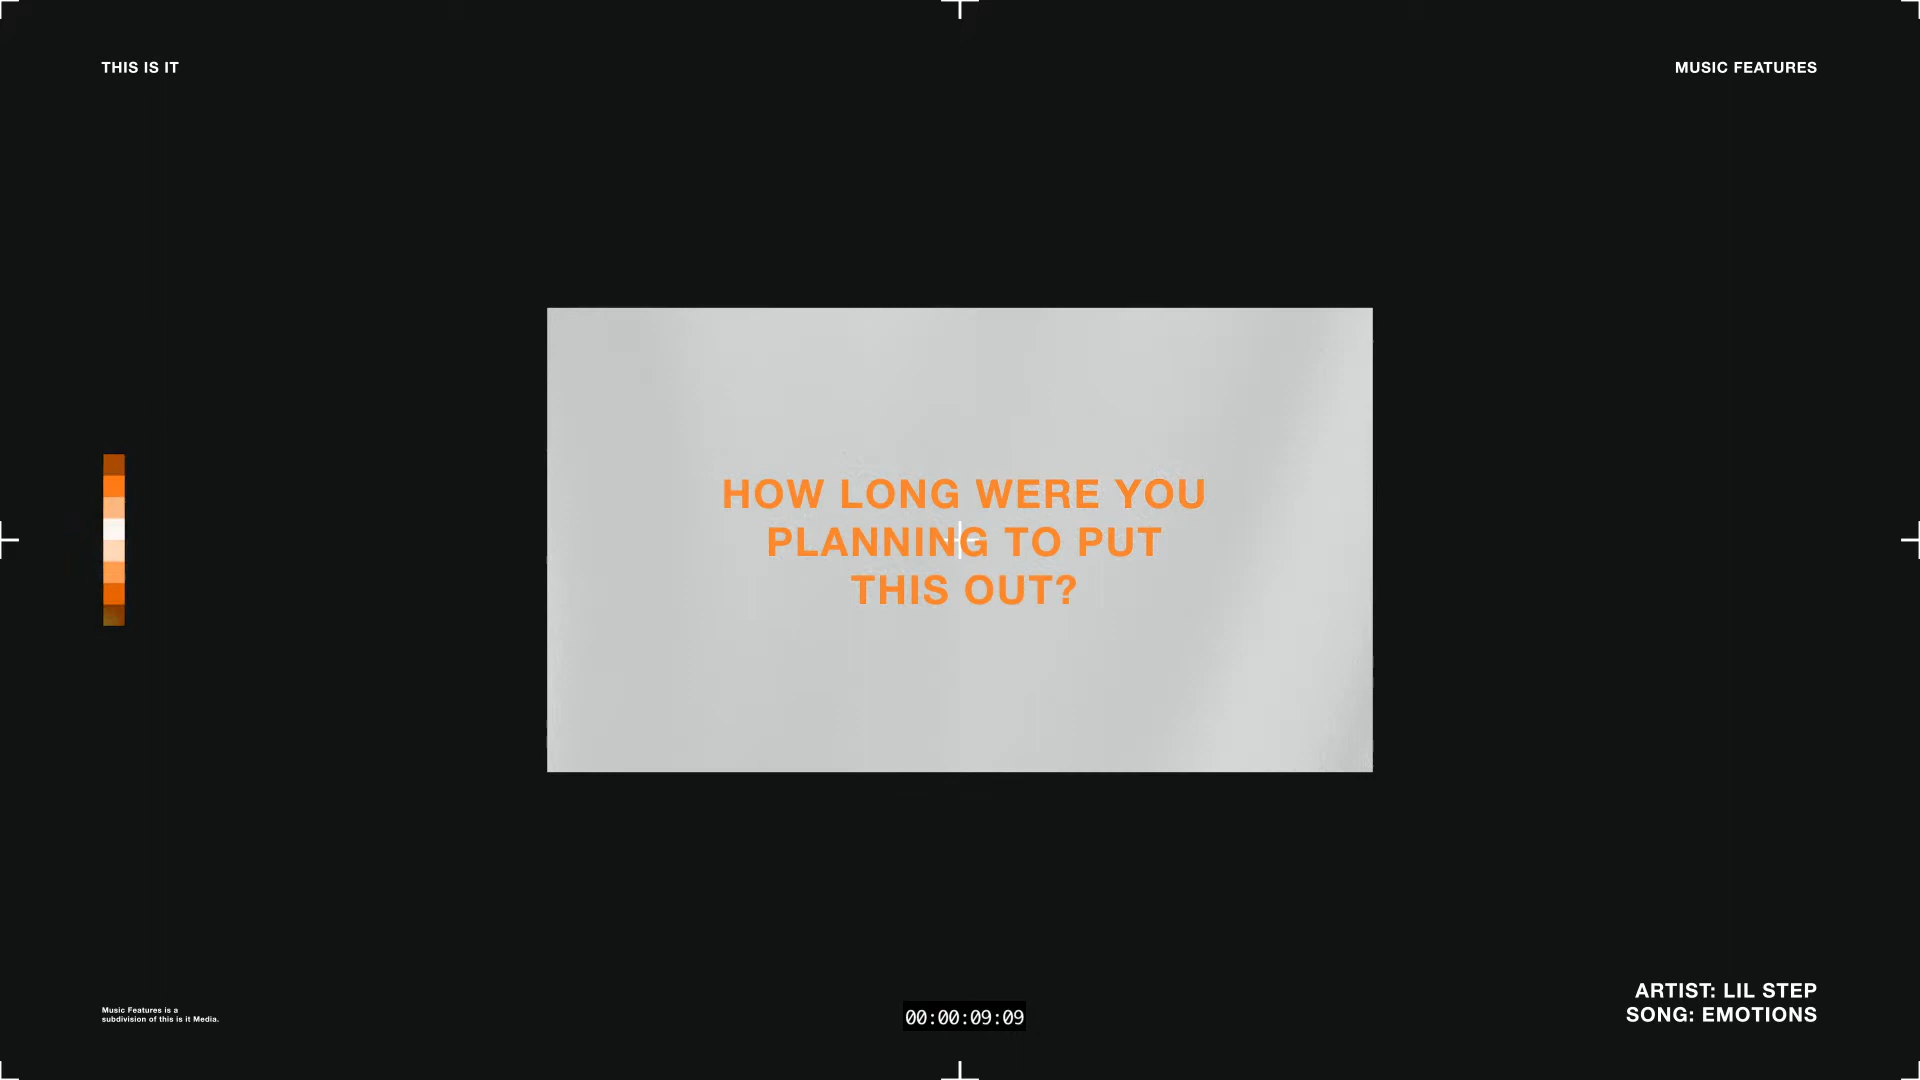 THIS IS IT
MUSIC FEATURES
HOW LONG WERE YOU
PLANNING TO PUT
THIS OUT?
Music Features is a
subdivision of this is it Media.
00:00:09:09
ARTIST: LIL STEP
SONG: EMOTIONS